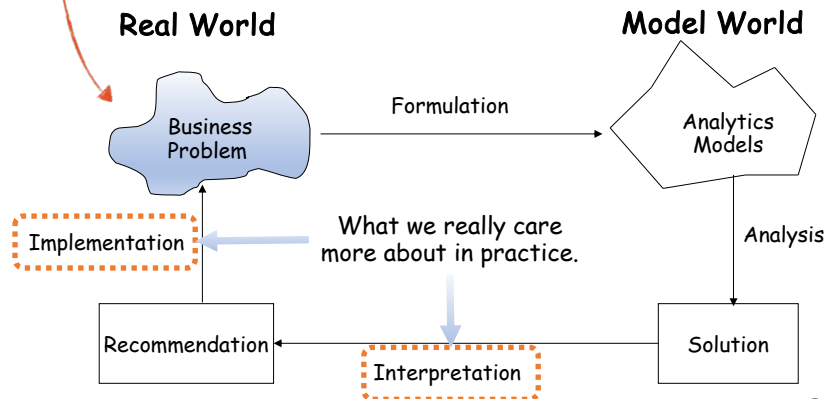 Real World
Model World
Formulation
Business
Problem
Analytics
Models
What we really care
more about in practice.
Implementation
Analysis
Recommendation
Solution
Interpretation